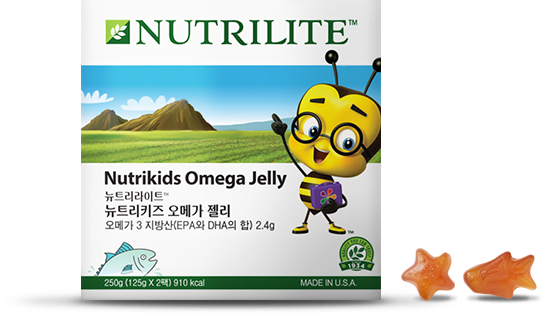 NUTRILITE™
Nutrikids Omega Jelly
뉴트리라이트™
뉴트리키즈 오메가 젤리
오메가 3 지방산(EPA와 DHA의 합) 2.4g
TM
1934
250g (125g X 2팩) 910 kcal
MADE IN U.S.A.